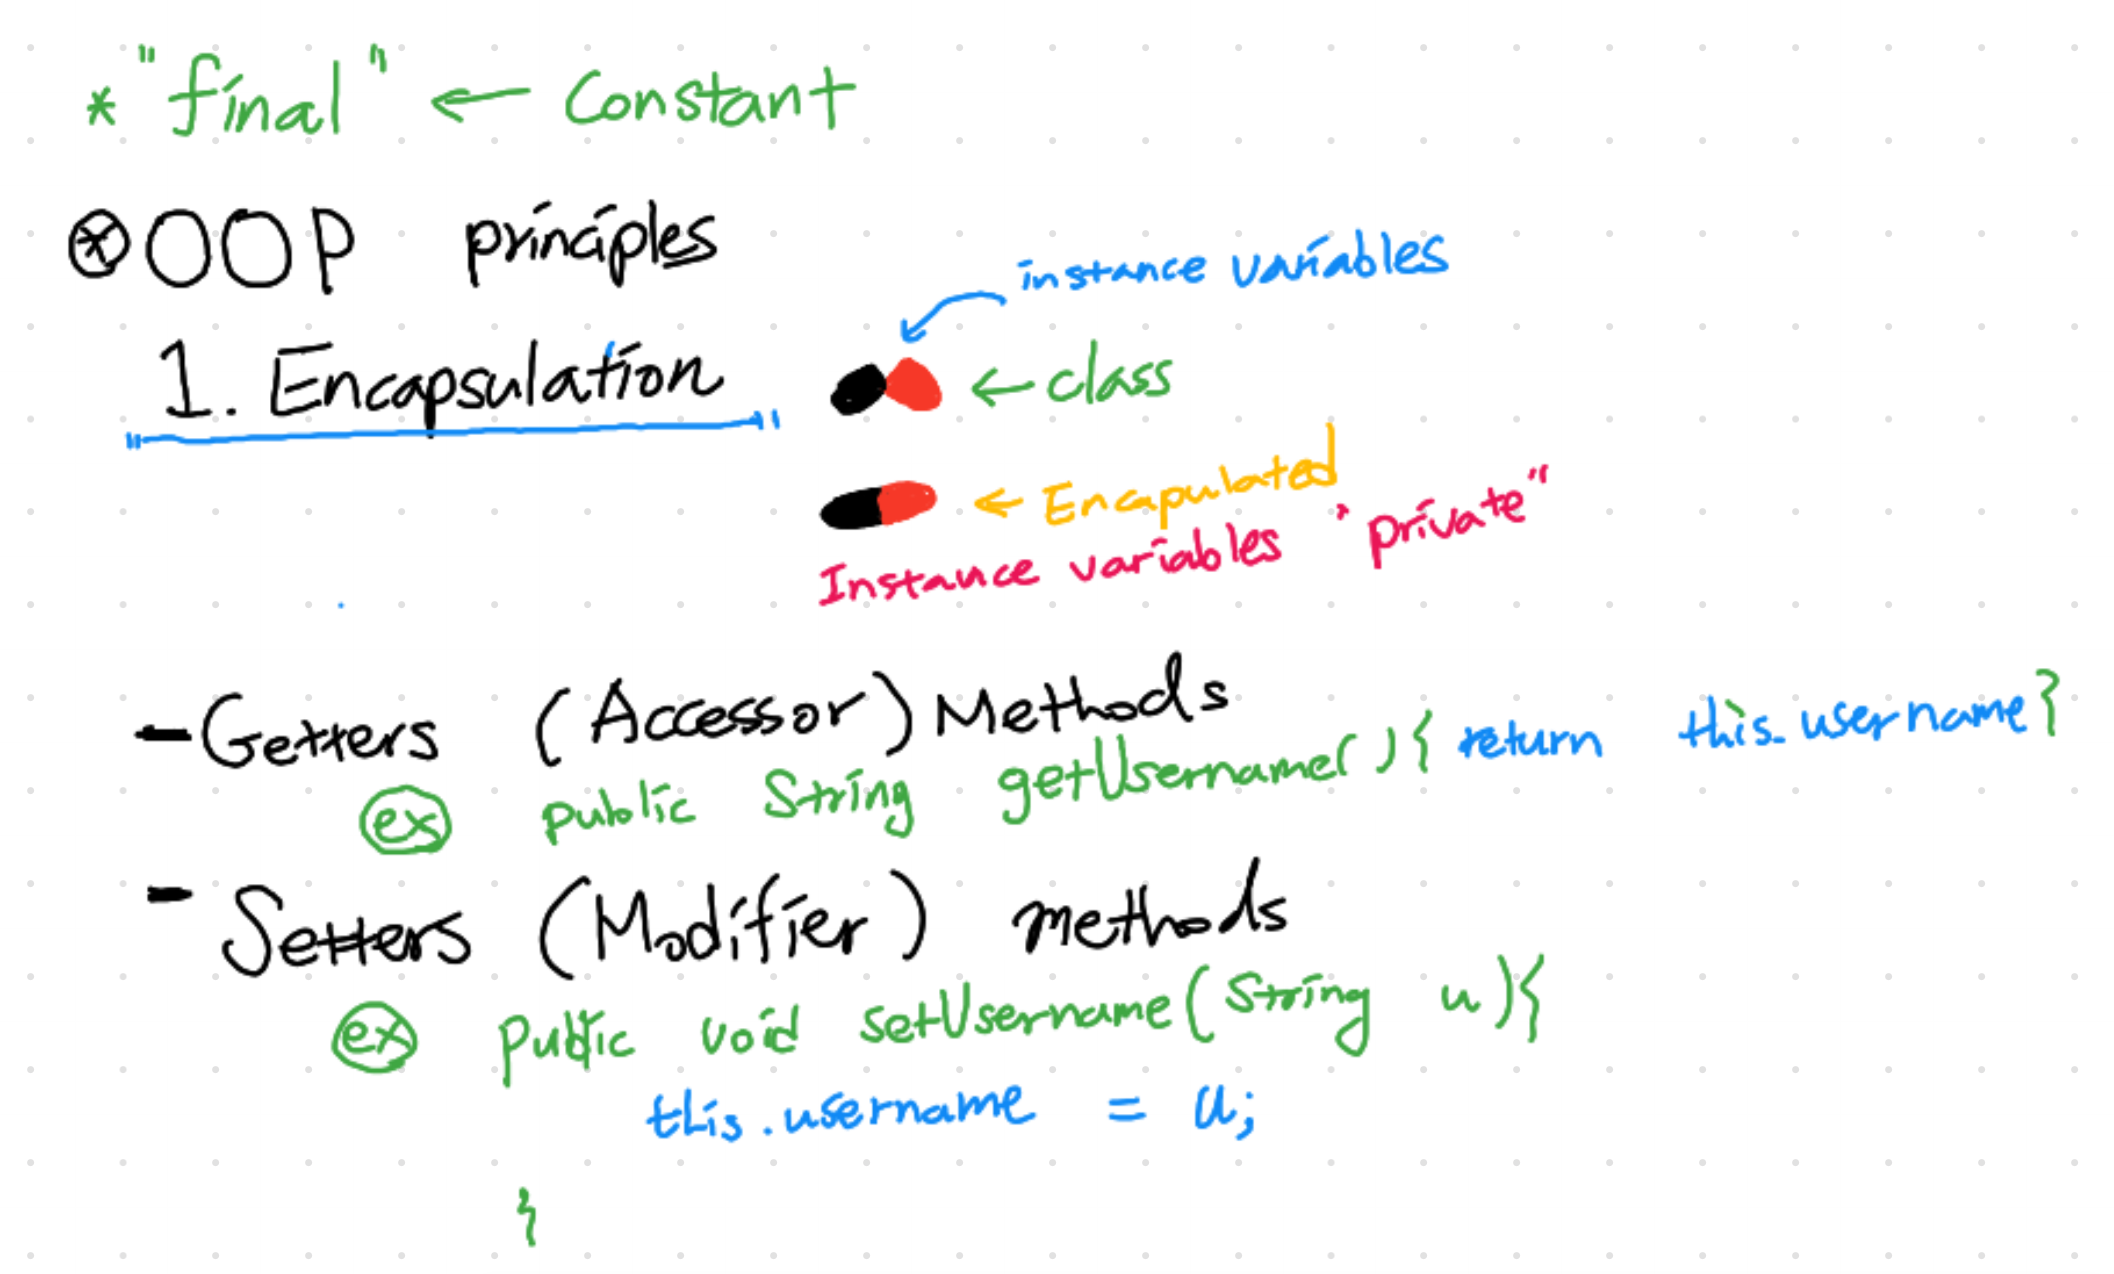 * "final" ← Constant
⊛ OOP principles
instance variables
1. Encapsulation ← class
← Encapulated
Instance variables "private"
- Getters (Accessor) Methods
ex public String getUsername(){ return this.username}
- Setters (Modifier) methods
ex public void setUsername(String u){
this.username = u;
}